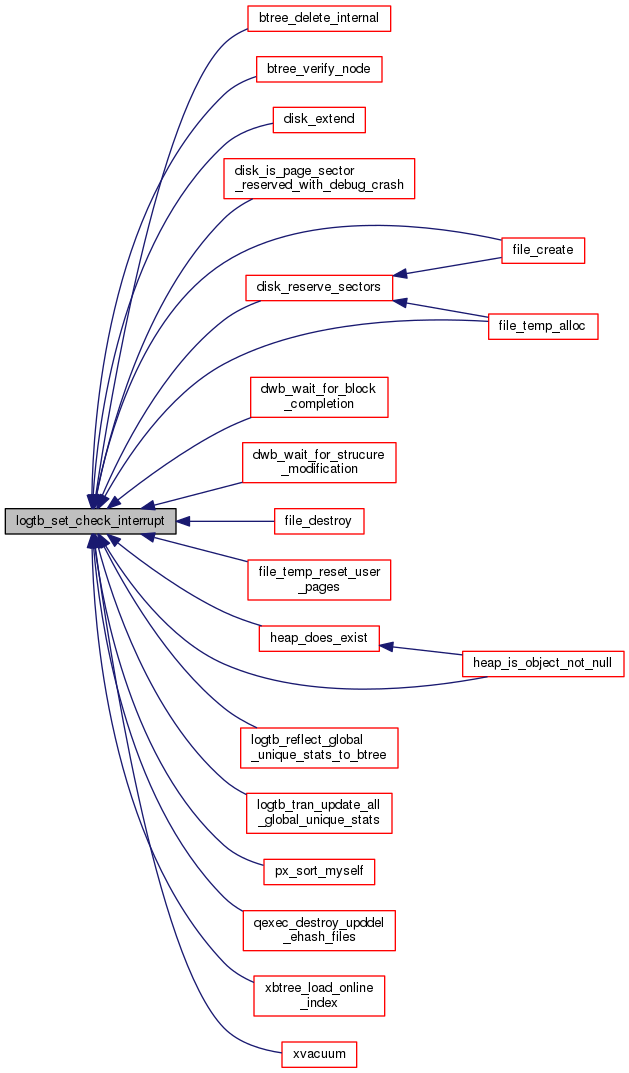 btree_delete_internal
btree_verify_node
disk_extend
disk_is_page_sector
_reserved_with_debug_crash
file_create
disk_reserve_sectors
file_temp_alloc
dwb_wait_for_block
_completion
dwb_wait_for_strucure
_modification
logtb_set_check_interrupt
file_destroy
file_temp_reset_user
_pages
heap_does_exist
heap_is_object_not_null
logtb_reflect_global
_unique_stats_to_btree
logtb_tran_update_all
_global_unique_stats
px_sort_myself
qexec_destroy_upddel
_ehash_files
xbtree_load_online
_index
xvacuum